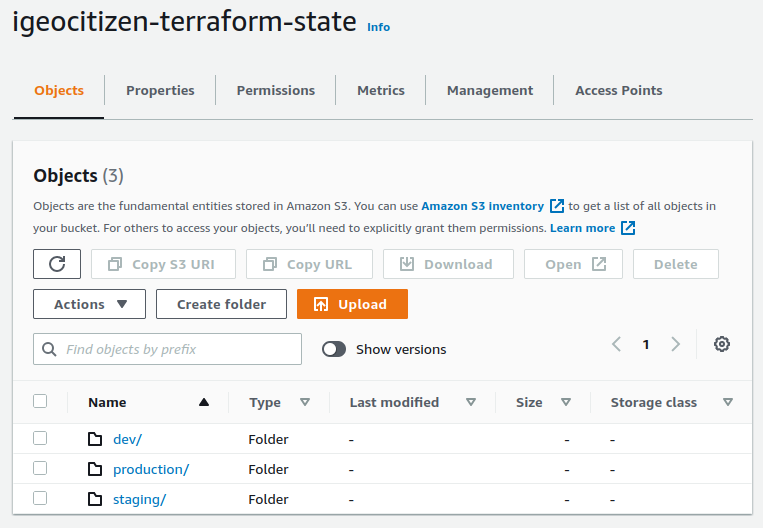 igeocitizen-terraform-state Info
Objects Properties Permissions Metrics Management Access Points
Objects (3)
Objects are the fundamental entities stored in Amazon S3. You can use Amazon S3 inventory to get a list of all objects in
your bucket. For others to access your objects, you'll need to explicitly grant them permissions. Learn more
Copy S3 URI Copy URL Download Open Delete
Actions Create folder Upload
Find objects by prefix Show versions 1
Name Type Last modified Size Storage class
dev/ Folder - - -
production/ Folder - - -
staging/ Folder - - -